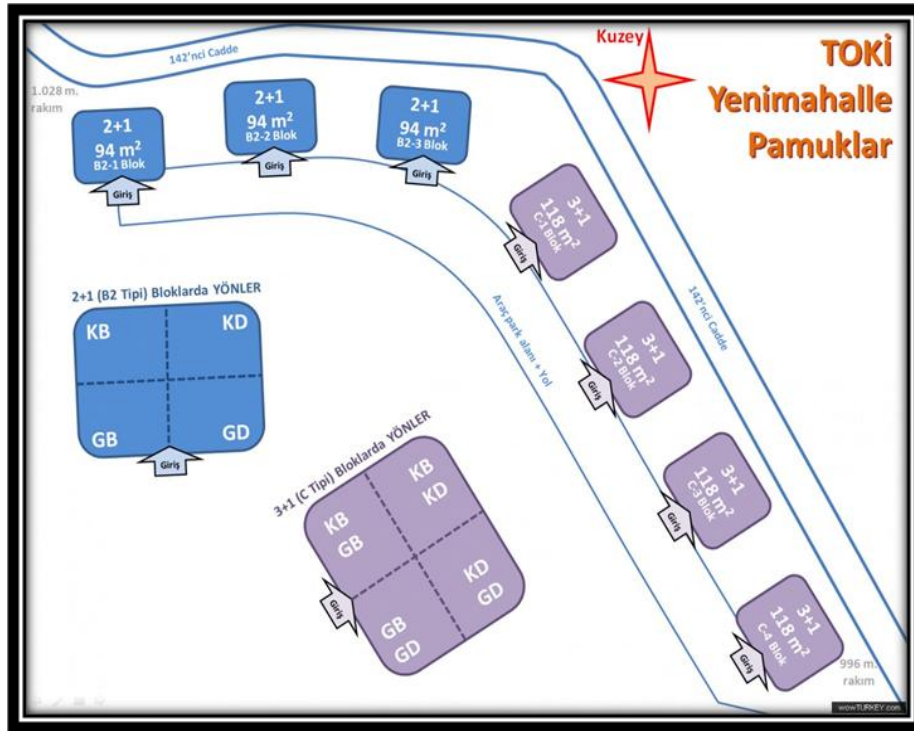 142'nci Cadde
Kuzey
TOKİ
Yenimahalle
Pamuklar
1.028 m.
rakım
2+1
94 m²
B2-1 Blok
Giriş
2+1
94 m²
B2-2 Blok
Giriş
2+1
94 m²
B2-3 Blok
Giriş
3+1
118 m²
C-1 Blok
Giriş
2+1 (B2 Tipi) Bloklarda YÖNLER
KB
KD
GB
GD
Giriş
Araç park alanı + Yol
142'nci Cadde
3+1
118 m²
C-2 Blok
Giriş
3+1 (C Tipi) Bloklarda YÖNLER
KB
KD
KB
GB
KD
GD
GB
GD
Giriş
3+1
118 m²
C-3 Blok
Giriş
3+1
118 m²
C-4 Blok
Giriş
996 m.
rakım
wowTURKEY.com